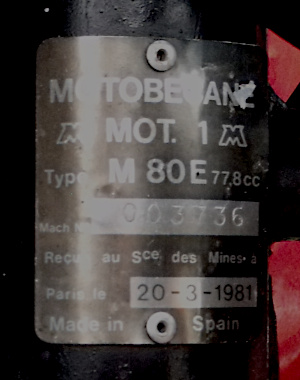 MOTOBECANE
M MOT. 1 M
Type M 80 E 77.8cc
Mach N 003736
Reçu au Sce des Mines à
Paris le 20-3-1981
Made in Spain